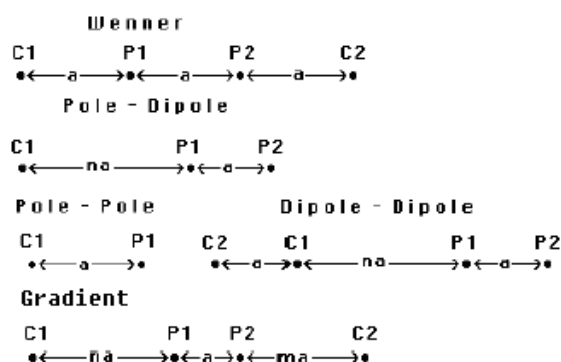 Wenner
C1 P1 P2 C2
a a a
Pole - Dipole
C1 P1 P2
na a
Pole - Pole Dipole - Dipole
C1 P1 C2 C1 P1 P2
a a na a
Gradient
C1 P1 P2 C2
na a ma